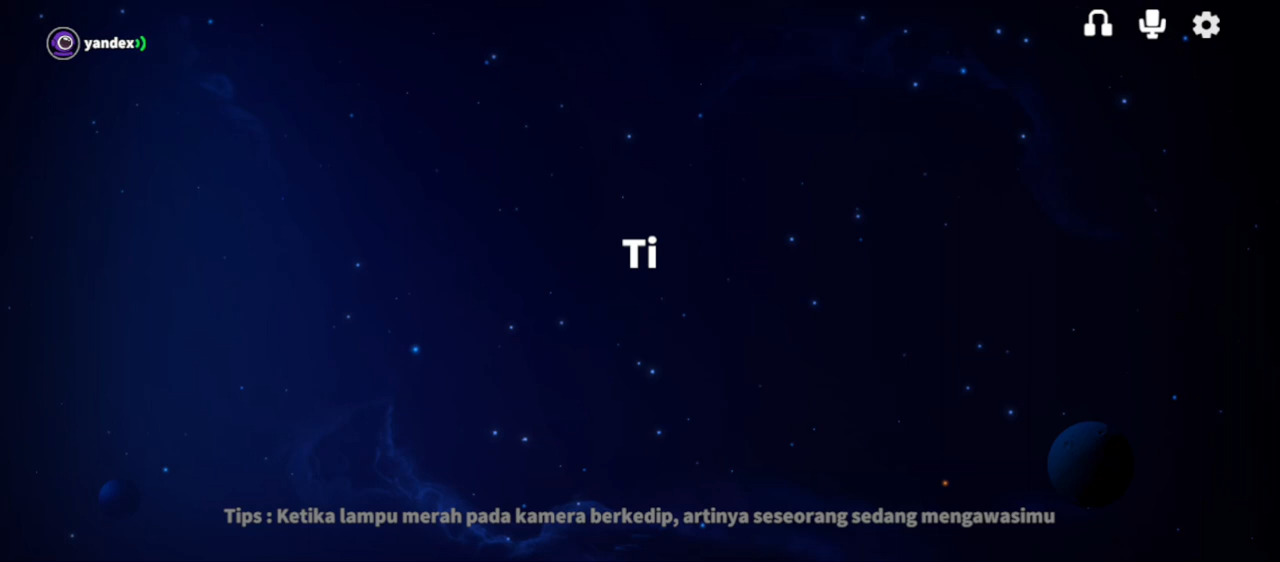 yandex
Ti
Tips : Ketika lampu merah pada kamera berkedip, artinya seseorang sedang mengawasimu